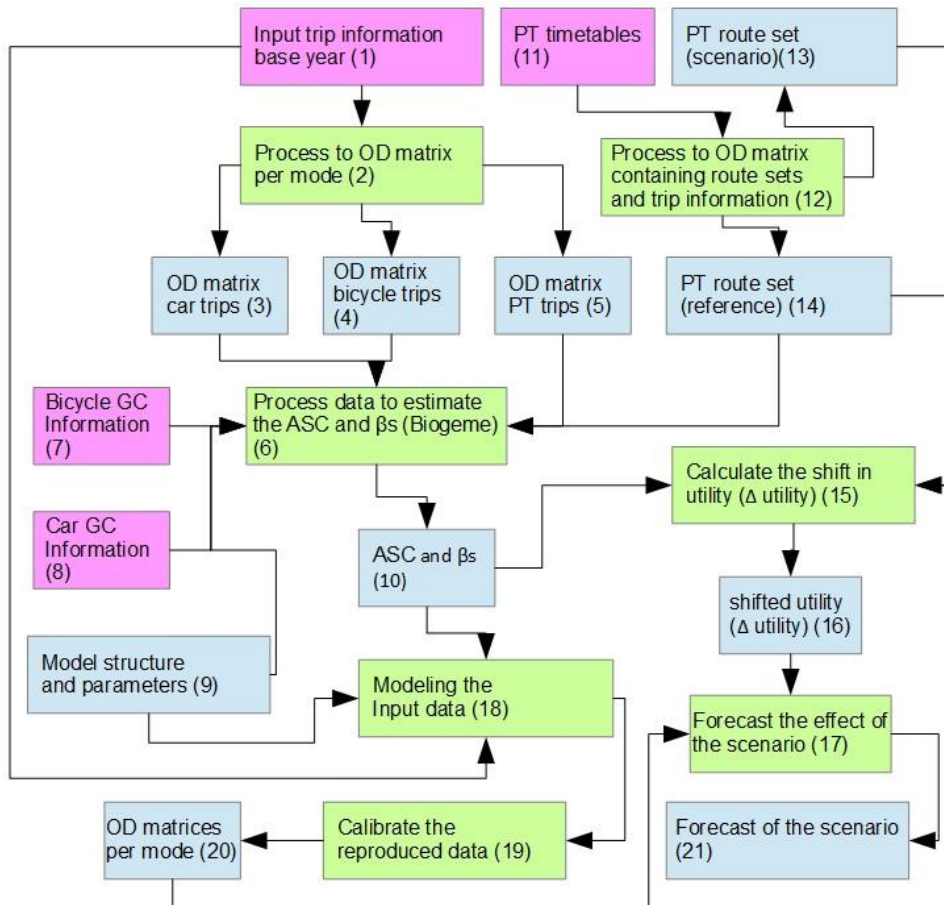 Input trip information
base year (1)
PT timetables
(11)
PT route set
(scenario)(13)
Process to OD matrix
per mode (2)
Process to OD matrix
containing route sets
and trip information (12)
OD matrix
car trips (3)
OD matrix
bicycle trips
(4)
OD matrix
PT trips (5)
PT route set
(reference) (14)
Bicycle GC
Information
(7)
Process data to estimate
the ASC and βs (Biogeme)
(6)
Calculate the shift in
utility (Δ utility) (15)
Car GC
Information
(8)
ASC and βs
(10)
shifted utility
(Δ utility) (16)
Model structure
and parameters (9)
Modeling the
Input data (18)
Forecast the effect of
the scenario (17)
OD matrices
per mode (20)
Calibrate the
reproduced data (19)
Forecast of the scenario
(21)